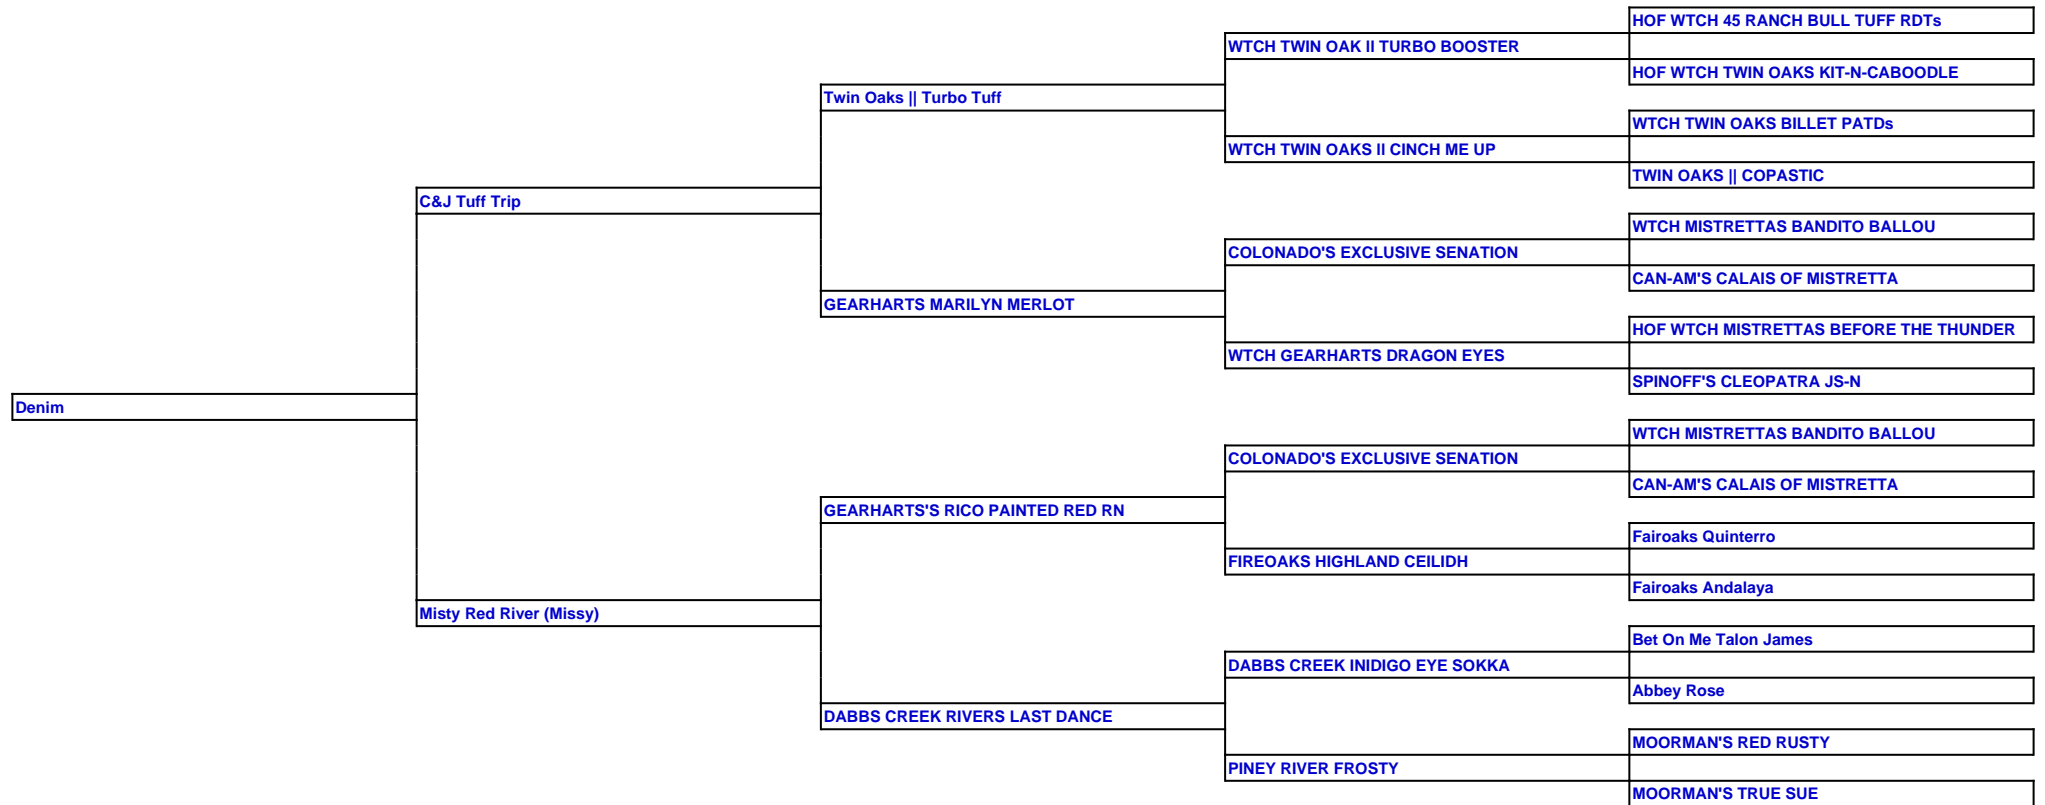 HOF WTCH 45 RANCH BULL TUFF RDTs
WTCH TWIN OAK II TURBO BOOSTER
HOF WTCH TWIN OAKS KIT-N-CABOODLE
Twin Oaks || Turbo Tuff
WTCH TWIN OAKS BILLET PATDs
WTCH TWIN OAKS II CINCH ME UP
TWIN OAKS || COPASTIC
C&J Tuff Trip
WTCH MISTRETTAS BANDITO BALLOU
COLONADO'S EXCLUSIVE SENATION
CAN-AM'S CALAIS OF MISTRETTA
GEARHARTS MARILYN MERLOT
HOF WTCH MISTRETTAS BEFORE THE THUNDER
WTCH GEARHARTS DRAGON EYES
SPINOFF'S CLEOPATRA JS-N
Denim
WTCH MISTRETTAS BANDITO BALLOU
COLONADO'S EXCLUSIVE SENATION
CAN-AM'S CALAIS OF MISTRETTA
GEARHARTS'S RICO PAINTED RED RN
Fairoaks Quinterro
FIREOAKS HIGHLAND CEILIDH
Fairoaks Andalaya
Misty Red River (Missy)
Bet On Me Talon James
DABBS CREEK INIDIGO EYE SOKKA
Abbey Rose
DABBS CREEK RIVERS LAST DANCE
MOORMAN'S RED RUSTY
PINEY RIVER FROSTY
MOORMAN'S TRUE SUE